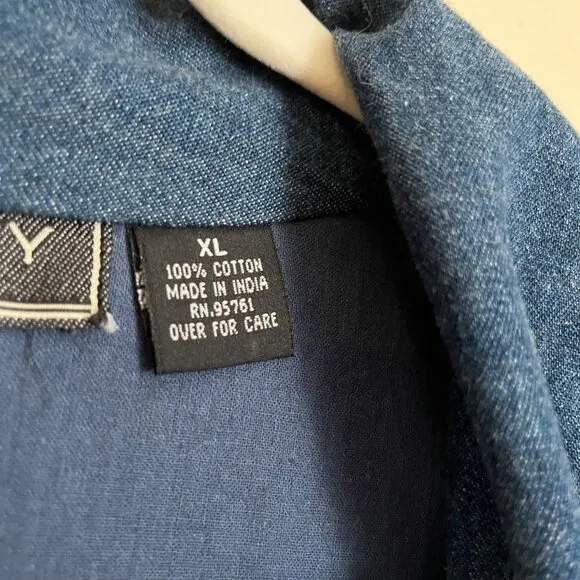 Y
XL
100% COTTON
MADE IN INDIA
RN.95761
OVER FOR CARE